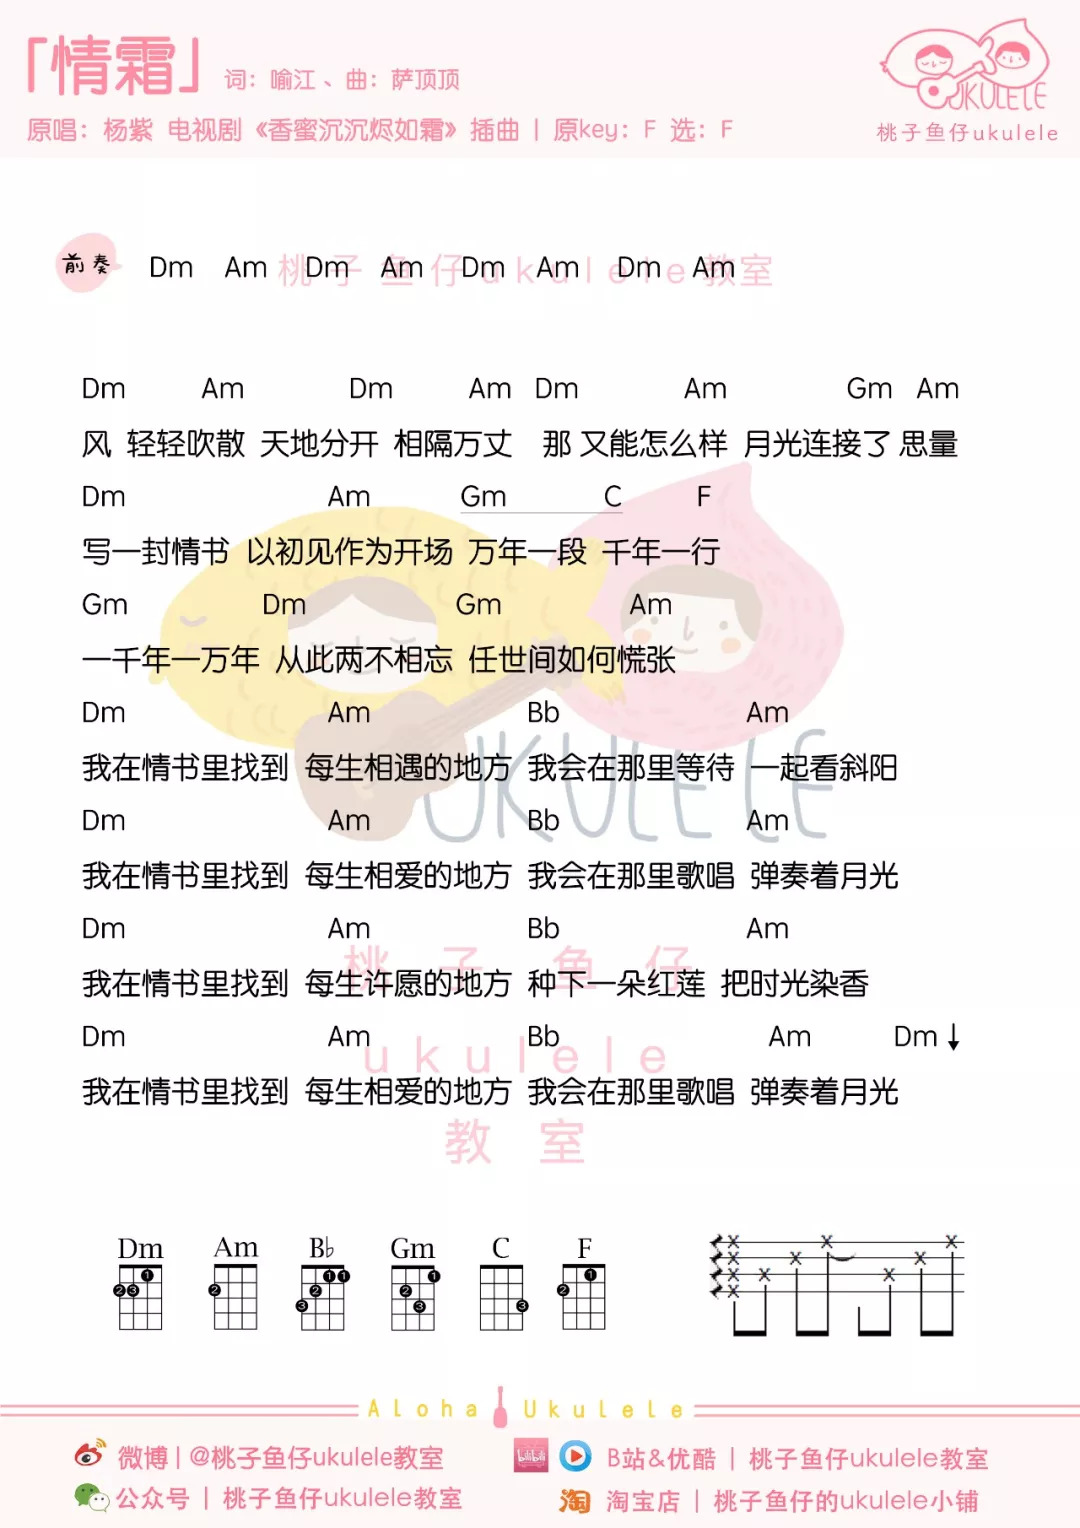 「情霜」 词：喻江、曲：萨顶顶
原唱：杨紫 电视剧《香蜜沉沉烬如霜》插曲 | 原key：F 选：F
UKULELE
桃子鱼仔ukulele
前奏 Dm Am Dm Am Dm Am Dm Am
桃子鱼仔ukulele教室
Dm Am Dm Am Dm Am Gm Am
风 轻轻吹散 天地分开 相隔万丈 那 又能怎么样 月光连接了 思量
Dm Am Gm C F
写一封情书 以初见作为开场 万年一段 千年一行
Gm Dm Gm Am
一千年一万年 从此两不相忘 任世间如何慌张
Dm Am Bb Am
我在情书里找到 每生相遇的地方 我会在那里等待 一起看斜阳
UKULELE
Dm Am Bb Am
我在情书里找到 每生相爱的地方 我会在那里歌唱 弹奏着月光
Dm Am Bb Am
桃子鱼仔
我在情书里找到 每生许愿的地方 种下一朵红莲 把时光染香
Dm Am Bb Am Dm↓
ukulele
我在情书里找到 每生相爱的地方 我会在那里歌唱 弹奏着月光
教室
Dm Am B♭ Gm C F
1 2 3 2 1 1 2 3 1 2 3 3 1 2
Aloha Ukulele
微博 | @桃子鱼仔ukulele教室
bilibili B站&优酷 | 桃子鱼仔ukulele教室
公众号 | 桃子鱼仔ukulele教室
淘 淘宝店 | 桃子鱼仔的ukulele小铺